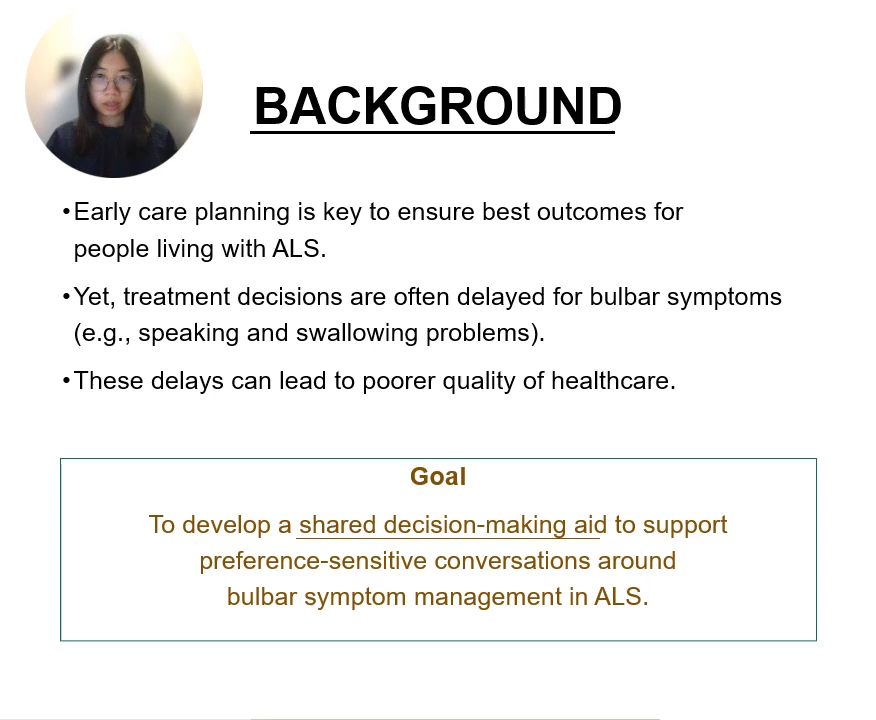 BACKGROUND
•Early care planning is key to ensure best outcomes for
people living with ALS.
•Yet, treatment decisions are often delayed for bulbar symptoms
(e.g., speaking and swallowing problems).
•These delays can lead to poorer quality of healthcare.
Goal
To develop a shared decision-making aid to support
preference-sensitive conversations around
bulbar symptom management in ALS.